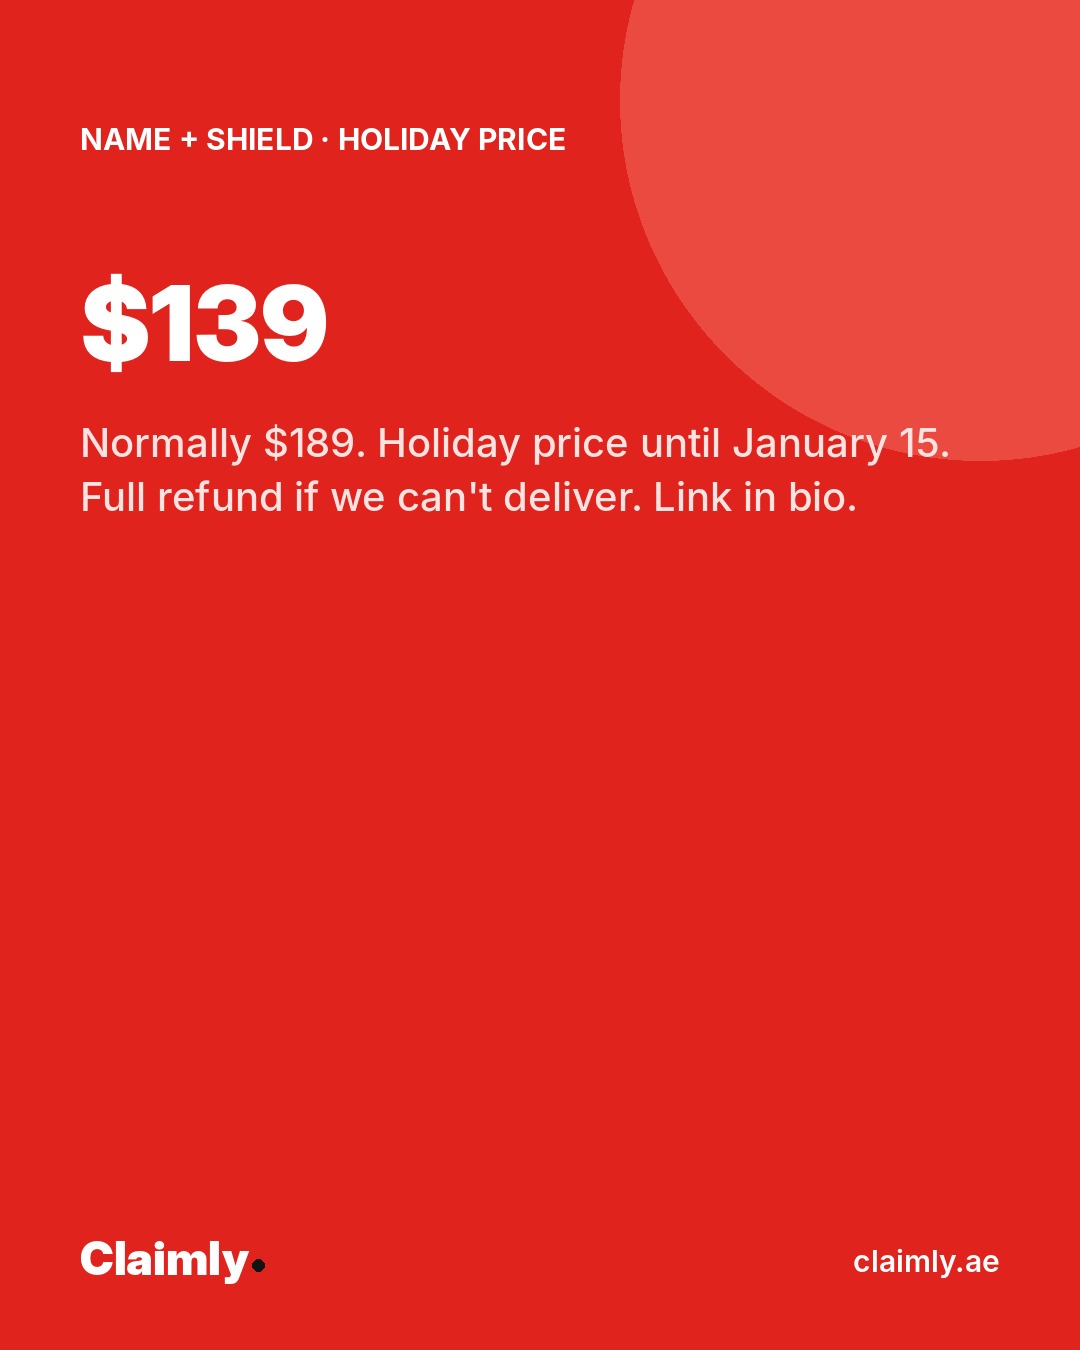 NAME + SHIELD · HOLIDAY PRICE
$139
Normally $189. Holiday price until January 15.
Full refund if we can't deliver. Link in bio.
Claimly
claimly.ae